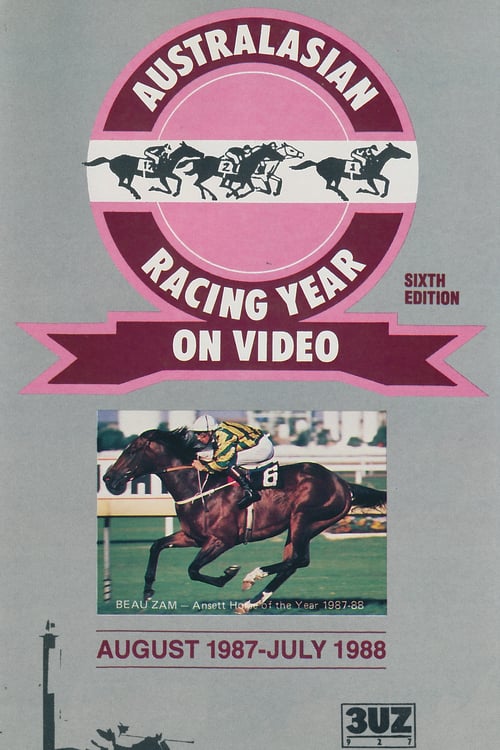 AUSTRALASIAN
RACING YEAR
ON VIDEO
SIXTH
EDITION
6
BEAU ZAM – Ansett Horse of the Year 1987-88
AUGUST 1987-JULY 1988
3UZ
927